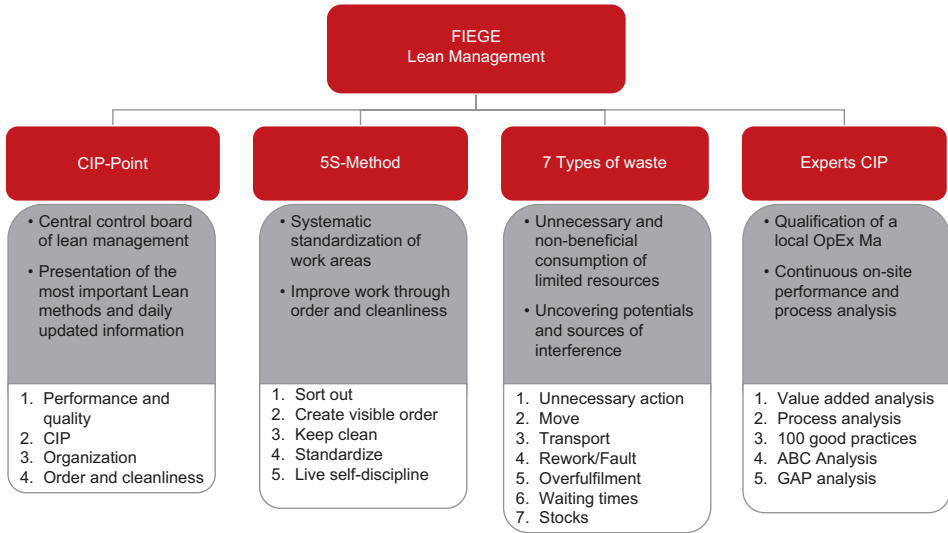 FIEGE
Lean Management
CIP-Point
• Central control board
of lean management
• Presentation of the
most important Lean
methods and daily
updated information
1. Performance and
quality
2. CIP
3. Organization
4. Order and cleanliness
5S-Method
• Systematic
standardization of
work areas
• Improve work through
order and cleanliness
1. Sort out
2. Create visible order
3. Keep clean
4. Standardize
5. Live self-discipline
7 Types of waste
• Unnecessary and
non-beneficial
consumption of
limited resources
• Uncovering potentials
and sources of
interference
1. Unnecessary action
2. Move
3. Transport
4. Rework/Fault
5. Overfulfilment
6. Waiting times
7. Stocks
Experts CIP
• Qualification of a
local OpEx Ma
• Continuous on-site
performance and
process analysis
1. Value added analysis
2. Process analysis
3. 100 good practices
4. ABC Analysis
5. GAP analysis